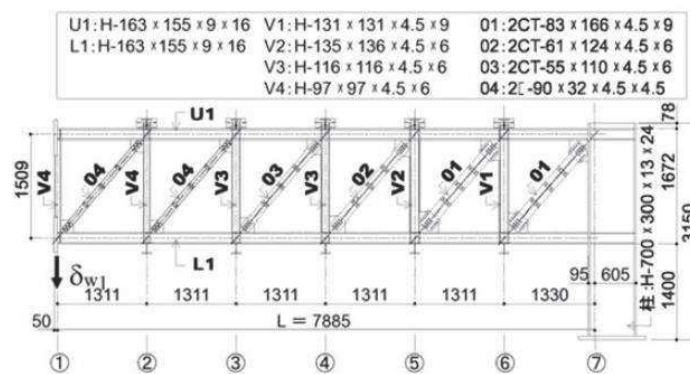 U1:H-163 x 155 x 9 x 16 V1:H-131 x 131 x 4.5 x 9 01:2CT-83 x 166 x 4.5 x 9
L1:H-163 x 155 x 9 x 16 V2:H-135 x 136 x 4.5 x 6 02:2CT-61 x 124 x 4.5 x 6
V3:H-116 x 116 x 4.5 x 6 03:2CT-55 x 110 x 4.5 x 6
V4:H-97 x 97 x 4.5 x 6 04:2[-90 x 32 x 4.5 x 4.5
U1
78
1509
V4 04 V4 04 V3 03 V3 02 V2 01 V1 01
1672
3150
柱:H-700 x 300 x 13 x 24
L1
δw1
95 605
1400
1311 1311 1311 1311 1311 1330
50 L = 7885
① ② ③ ④ ⑤ ⑥ ⑦